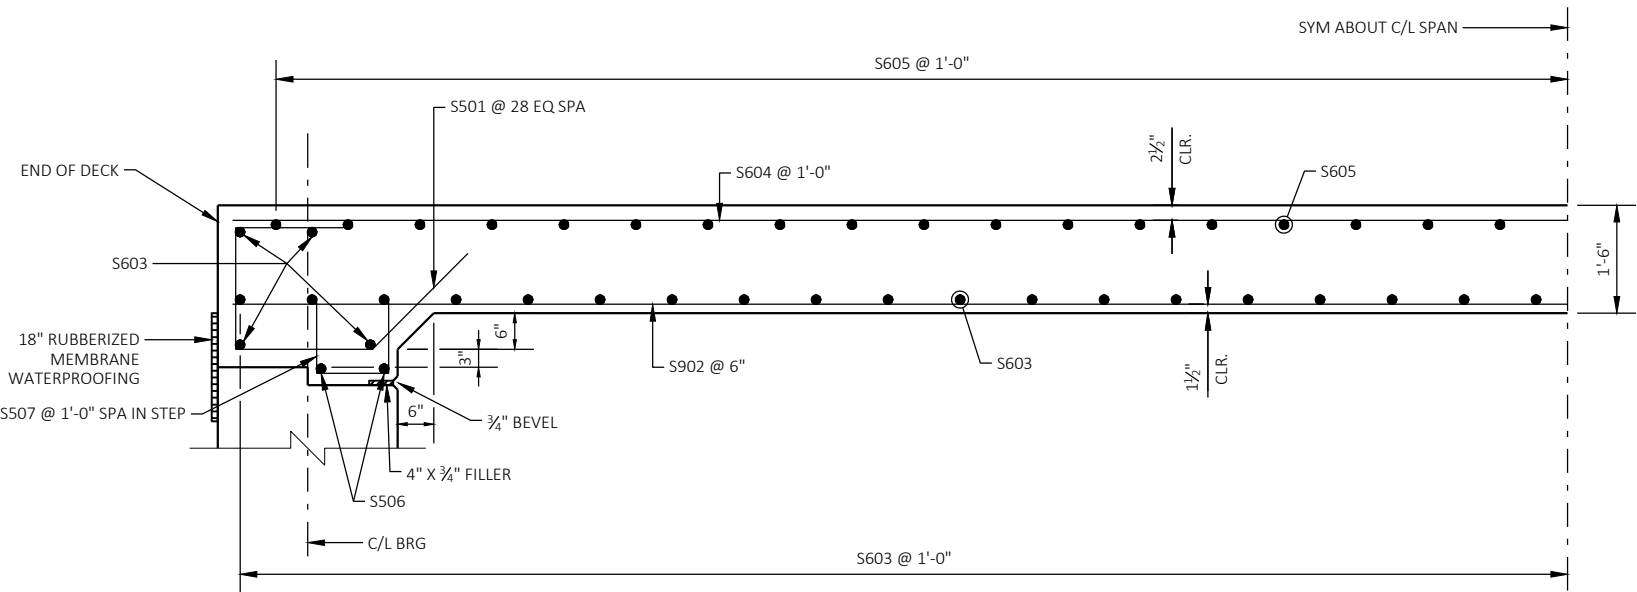 SYM ABOUT C/L SPAN
S605 @ 1'-0"
S501 @ 28 EQ SPA
2½"
CLR.
END OF DECK
S604 @ 1'-0"
S605
S603
1'-6"
18" RUBBERIZED
MEMBRANE
WATERPROOFING
6"
3"
S902 @ 6"
S603
1½"
CLR.
S507 @ 1'-0" SPA IN STEP
6"
¾" BEVEL
4" X ¾" FILLER
S506
C/L BRG
S603 @ 1'-0"